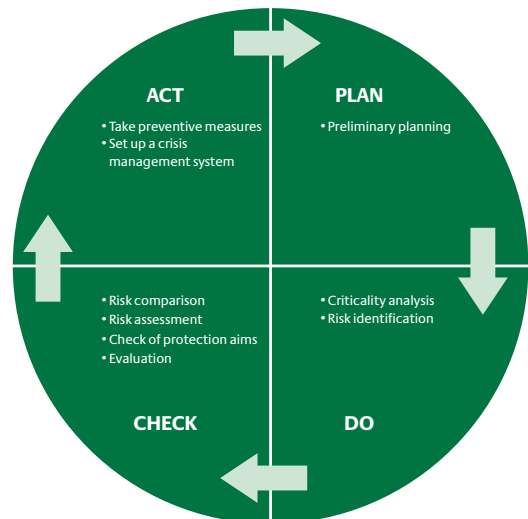 ACT
• Take preventive measures
• Set up a crisis
management system
PLAN
• Preliminary planning
• Risk comparison
• Risk assessment
• Check of protection aims
• Evaluation
CHECK
• Criticality analysis
• Risk identification
DO